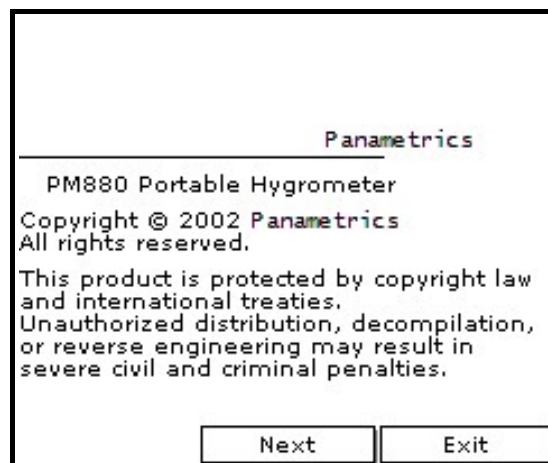 Panametrics
PM880 Portable Hygrometer
Copyright © 2002 Panametrics
All rights reserved.
This product is protected by copyright law
and international treaties.
Unauthorized distribution, decompilation,
or reverse engineering may result in
severe civil and criminal penalties.
Next Exit